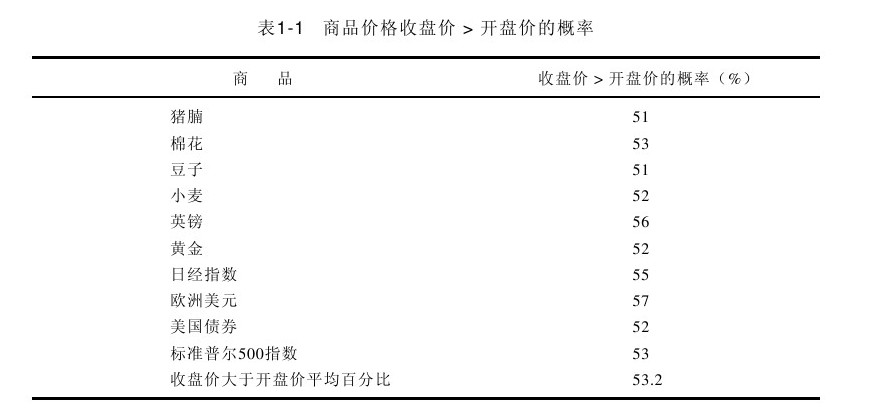 表1-1 商品价格收盘价 > 开盘价的概率
商 品 收盘价 > 开盘价的概率（%）
猪腩 51
棉花 53
豆子 51
小麦 52
英镑 56
黄金 52
日经指数 55
欧洲美元 57
美国债券 52
标准普尔500指数 53
收盘价大于开盘价平均百分比 53.2